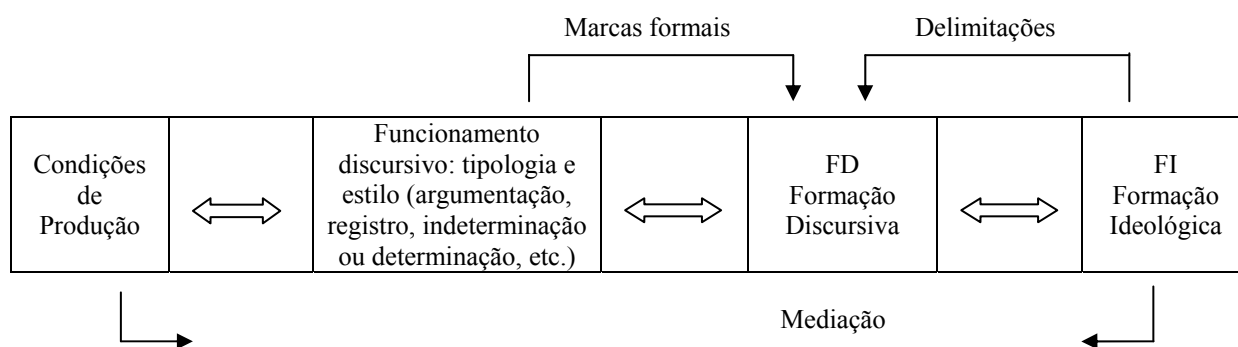 Marcas formais
Delimitações
Condições
de
Produção
Funcionamento
discursivo: tipologia e
estilo (argumentação,
registro, indeterminação
ou determinação, etc.)
FD
Formação
Discursiva
FI
Formação
Ideológica
Mediação